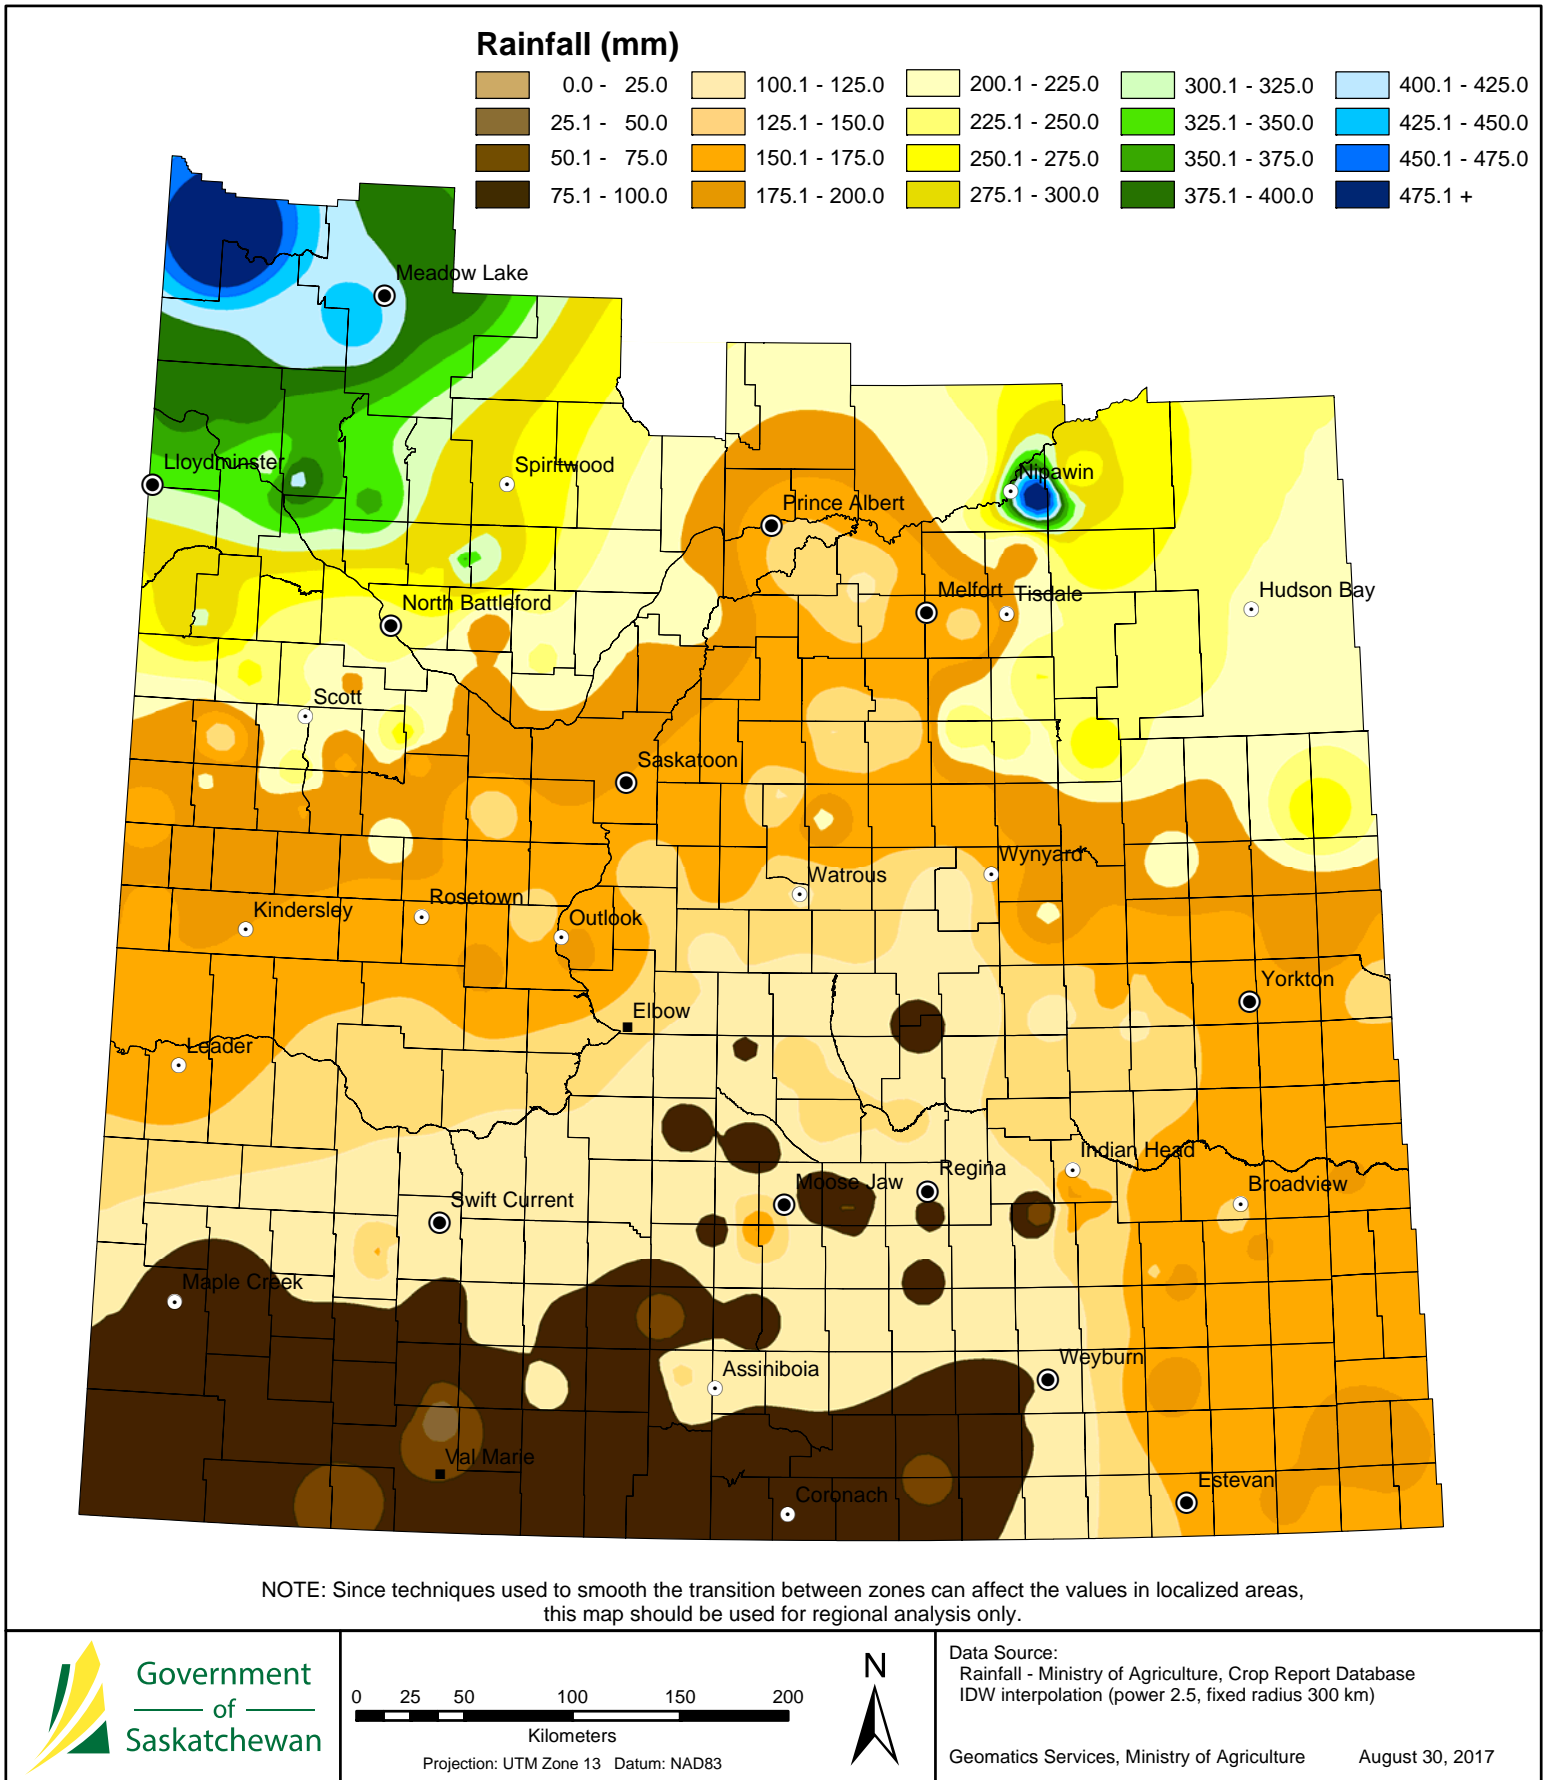 Rainfall (mm)
0.0 - 25.0
25.1 - 50.0
50.1 - 75.0
75.1 - 100.0
100.1 - 125.0
125.1 - 150.0
150.1 - 175.0
175.1 - 200.0
200.1 - 225.0
225.1 - 250.0
250.1 - 275.0
275.1 - 300.0
300.1 - 325.0
325.1 - 350.0
350.1 - 375.0
375.1 - 400.0
400.1 - 425.0
425.1 - 450.0
450.1 - 475.0
475.1 +
Meadow Lake
Lloydminster
Spiritwood
Nipawin
Prince Albert
North Battleford
Melfort
Tisdale
Hudson Bay
Scott
Saskatoon
Wynyard
Watrous
Kindersley
Rosetown
Outlook
Yorkton
Elbow
Leader
Indian Head
Regina
Moose Jaw
Broadview
Swift Current
Maple Creek
Weyburn
Assiniboia
Val Marie
Coronach
Estevan
NOTE: Since techniques used to smooth the transition between zones can affect the values in localized areas,
this map should be used for regional analysis only.
Government
of
Saskatchewan
0 25 50 100 150 200
Kilometers
Projection: UTM Zone 13 Datum: NAD83
N
Data Source:
Rainfall - Ministry of Agriculture, Crop Report Database
IDW interpolation (power 2.5, fixed radius 300 km)
Geomatics Services, Ministry of Agriculture August 30, 2017